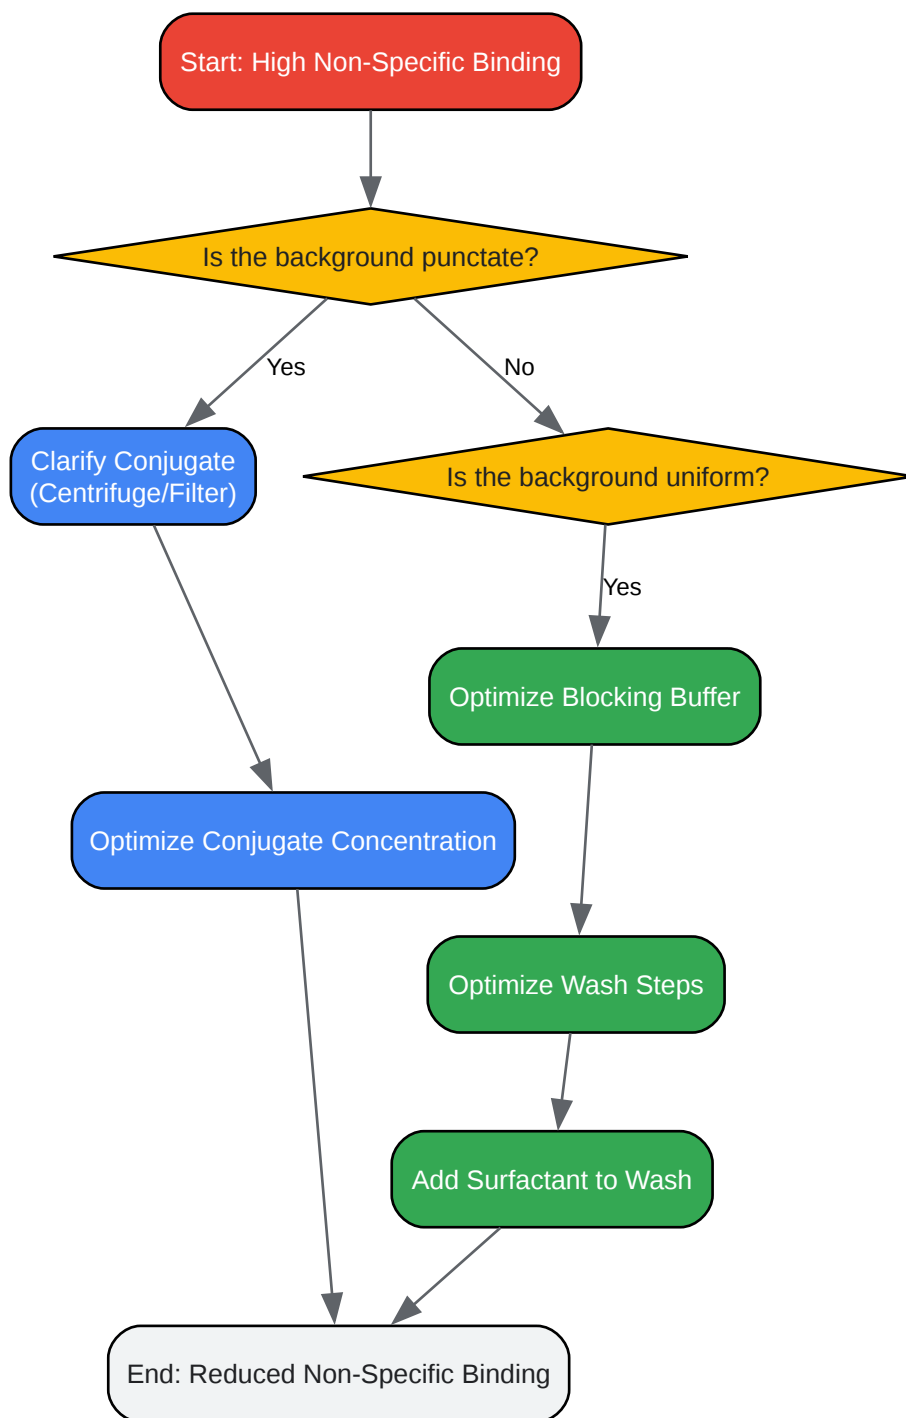 Start: High Non-Specific Binding
Is the background punctate?
Yes
No
Clarify Conjugate
(Centrifuge/Filter)
Is the background uniform?
Yes
Optimize Blocking Buffer
Optimize Conjugate Concentration
Optimize Wash Steps
Add Surfactant to Wash
End: Reduced Non-Specific Binding